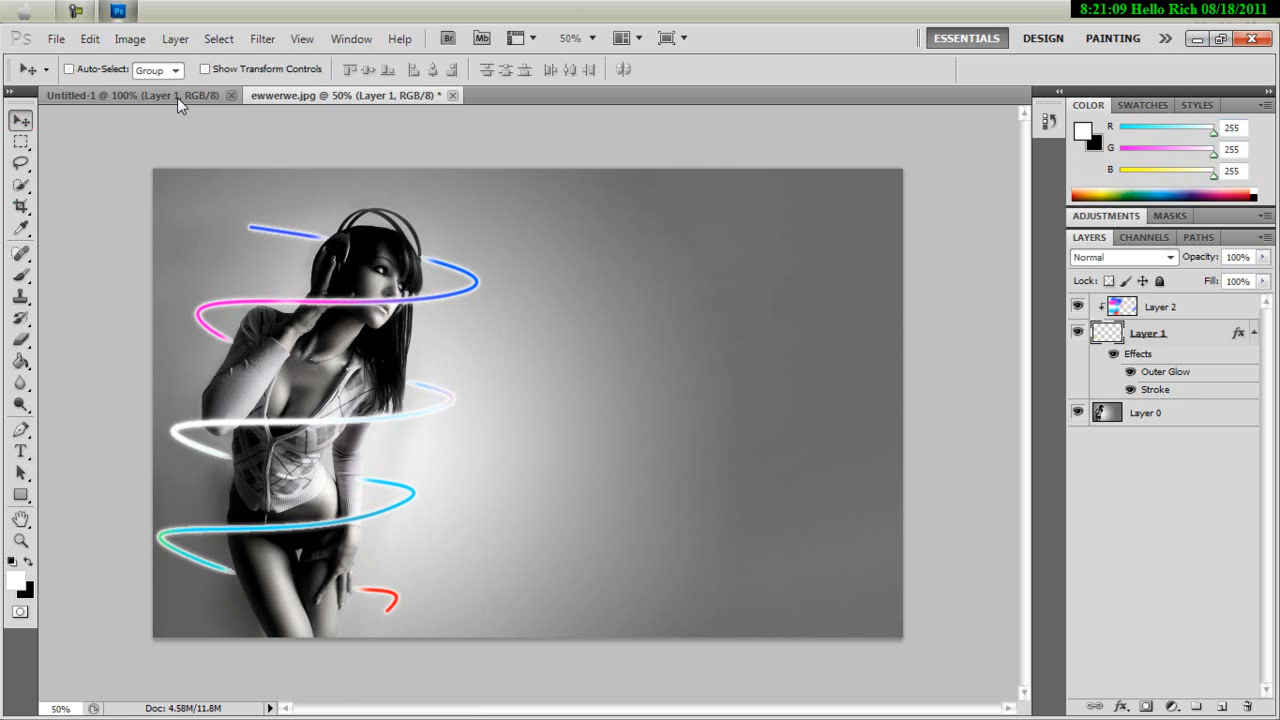 8:21:09 Hello Rich 08/18/2011
Ps File Edit Image Layer Select Filter View Window Help Br Mb 50% ESSENTIALS DESIGN PAINTING
Auto-Select: Group Show Transform Controls
Untitled-1 @ 100% (Layer 1, RGB/8) ewwerwe.jpg @ 50% (Layer 1, RGB/8) *
COLOR SWATCHES STYLES
R 255
G 255
B 255
ADJUSTMENTS MASKS
LAYERS CHANNELS PATHS
Normal Opacity: 100%
Lock: Fill: 100%
Layer 2
Layer 1 fx
Effects
Outer Glow
Stroke
Layer 0
50% Doc: 4.58M/11.8M